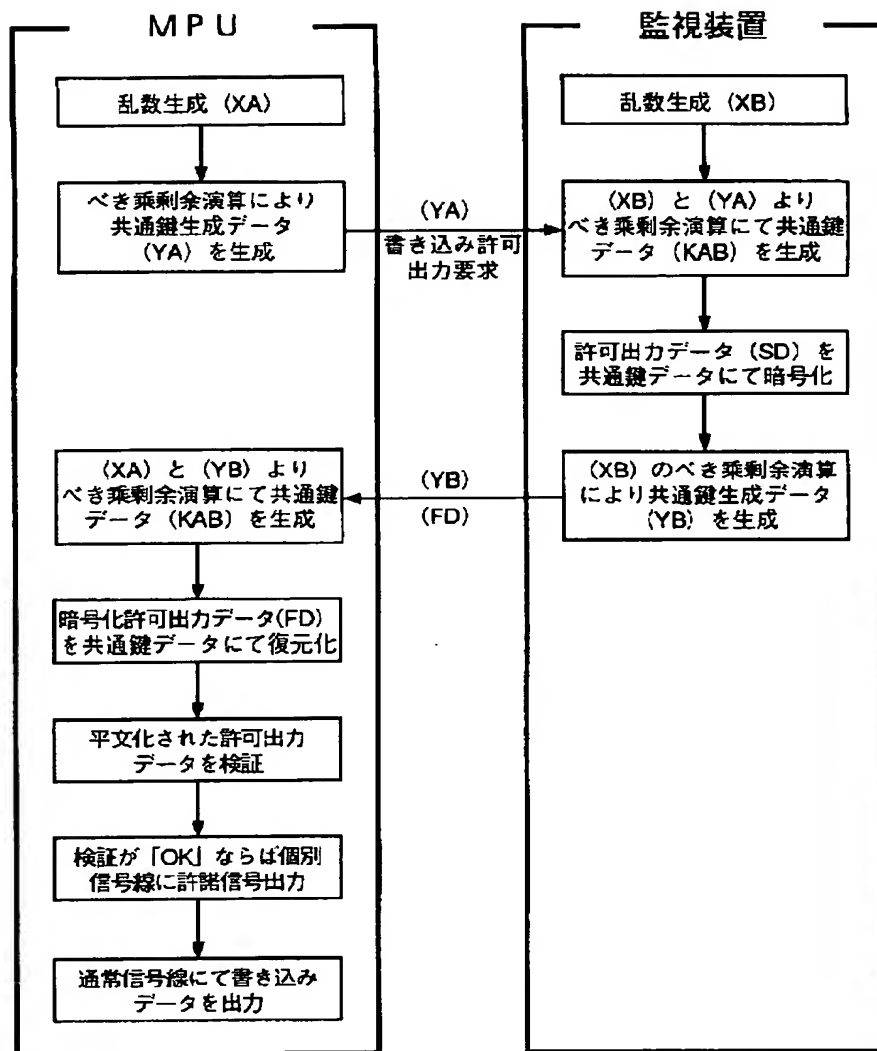 MPU
乱数生成 (XA)
べき乗剰余演算により
共通鍵生成データ
(YA) を生成
(XA) と (YB) より
べき乗剰余演算にて共通鍵
データ (KAB) を生成
暗号化許可出力データ(FD)
を共通鍵データにて復元化
平文化された許可出力
データを検証
検証が「OK」ならば個別
信号線に許諾信号出力
通常信号線にて書き込み
データを出力
(YA)
書き込み許可
出力要求
(YB)
(FD)
監視装置
乱数生成 (XB)
(XB) と (YA) より
べき乗剰余演算にて共通鍵
データ (KAB) を生成
許可出力データ (SD) を
共通鍵データにて暗号化
(XB) のべき乗剰余演算
により共通鍵生成データ
(YB) を生成